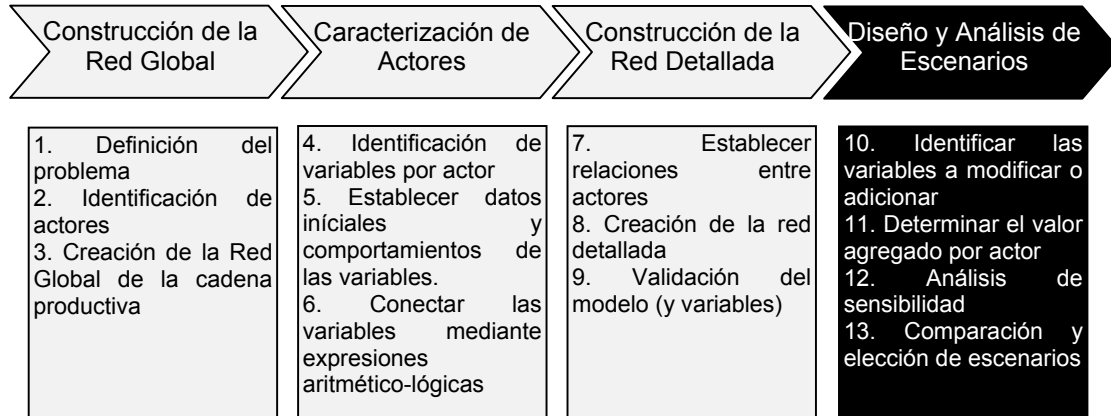 Construcción de la
Red Global
Caracterización de
Actores
Construcción de la
Red Detallada
Diseño y Análisis de
Escenarios
1. Definición del
problema
2. Identificación de
actores
3. Creación de la Red
Global de la cadena
productiva
4. Identificación de
variables por actor
5. Establecer datos
iníciales y
comportamientos de
las variables.
6. Conectar las
variables mediante
expresiones
aritmético-lógicas
7. Establecer
relaciones entre
actores
8. Creación de la red
detallada
9. Validación del
modelo (y variables)
10. Identificar las
variables a modificar o
adicionar
11. Determinar el valor
agregado por actor
12. Análisis de
sensibilidad
13. Comparación y
elección de escenarios